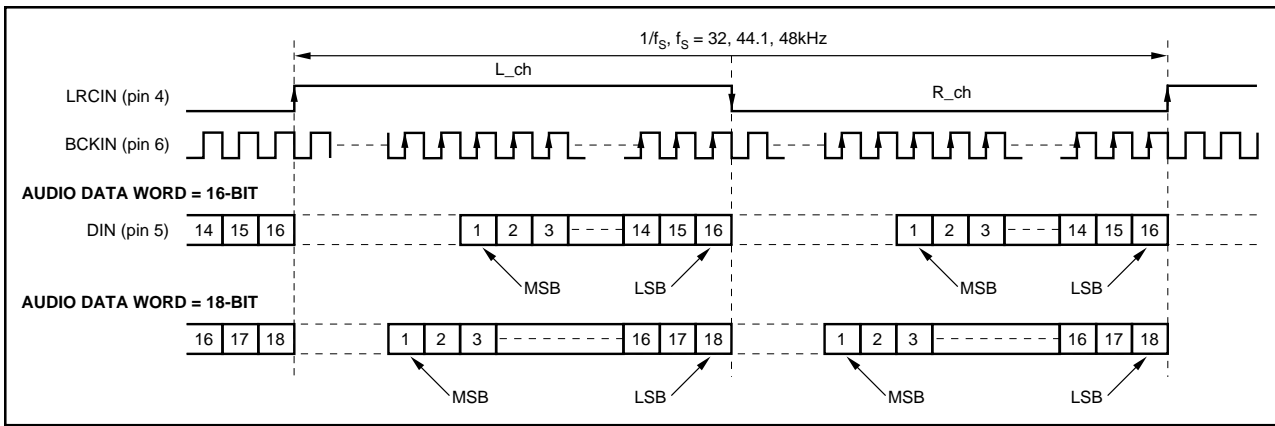 1/fS, fS = 32, 44.1, 48kHz
L_ch
R_ch
LRCIN (pin 4)
BCKIN (pin 6)
AUDIO DATA WORD = 16-BIT
DIN (pin 5) 14 15 16 1 2 3 14 15 16 1 2 3 14 15 16
MSB LSB MSB LSB
AUDIO DATA WORD = 18-BIT
16 17 18 1 2 3 16 17 18 1 2 3 16 17 18
MSB LSB MSB LSB